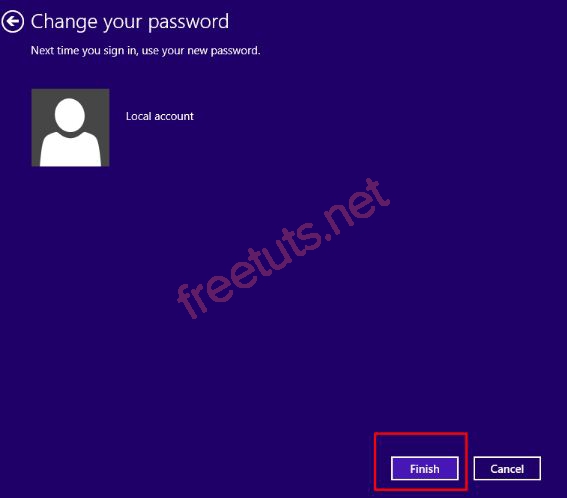 Change your password
Next time you sign in, use your new password.
Local account
freetuts.net
Finish
Cancel